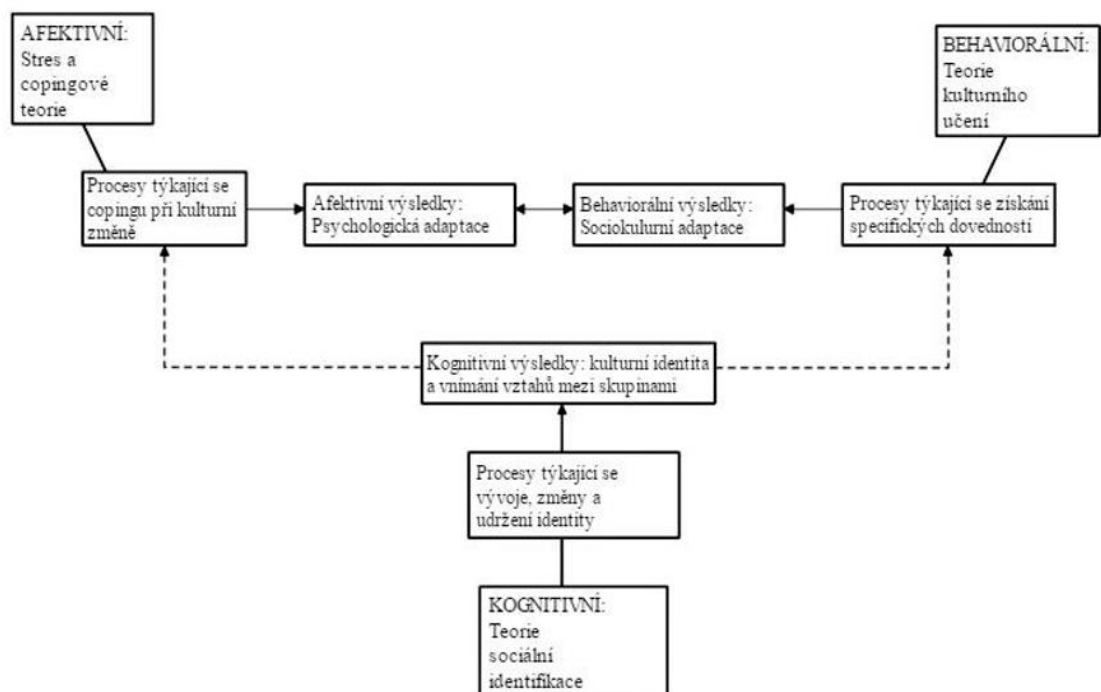 AFEKTIVNÍ:
Stres a
copingové
teorie
BEHAVIORÁLNÍ:
Teorie
kulturního
učení
Procesy týkající se
copingu při kulturní
změně
Afektivní výsledky:
Psychologická adaptace
Behaviorální výsledky:
Sociokulurní adaptace
Procesy týkající se získání
specifických dovedností
Kognitivní výsledky: kulturní identita
a vnímání vztahů mezi skupinami
Procesy týkající se
vývoje, změny a
udržení identity
KOGNITIVNÍ:
Teorie
sociální
identifikace